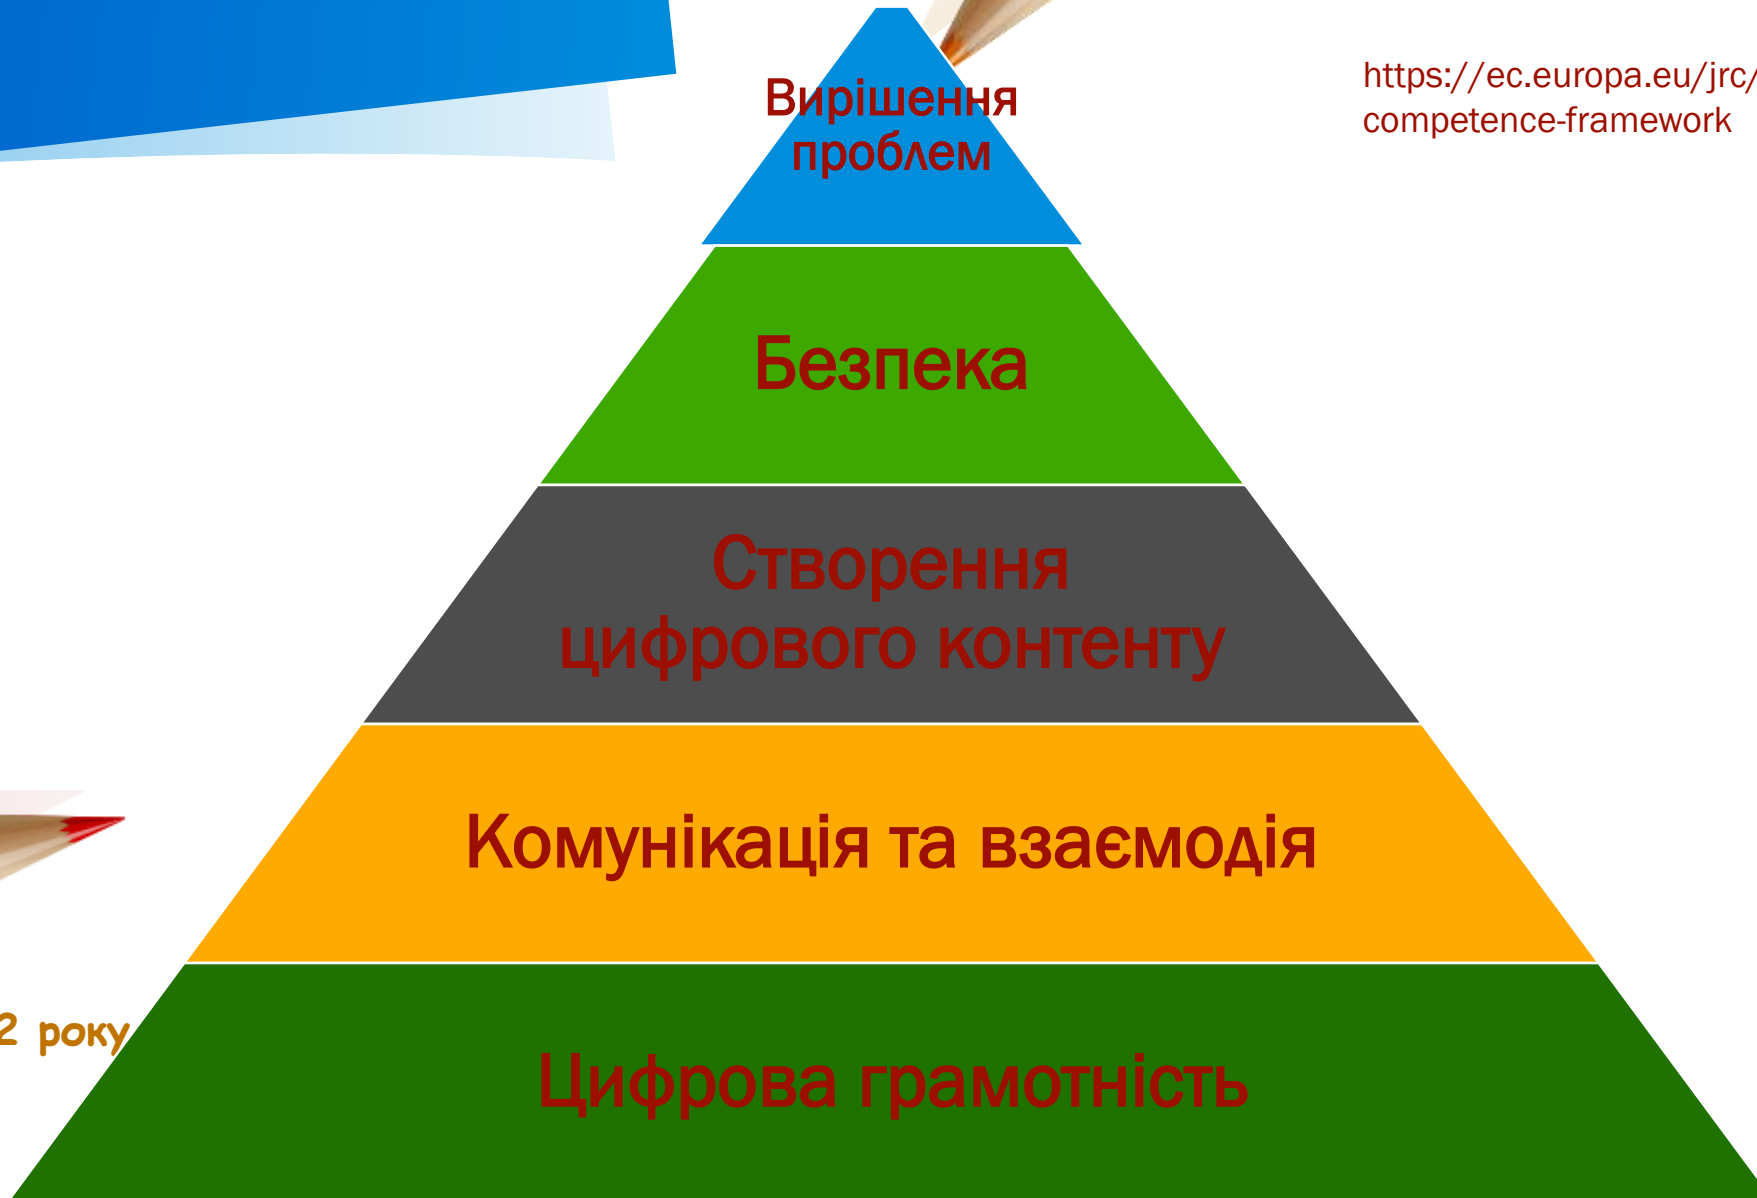 Вирішення
проблем
https://ec.europa.eu/jrc/
competence-framework
Безпека
Створення
цифрового контенту
Комунікація та взаємодія
2 року
Цифрова грамотність